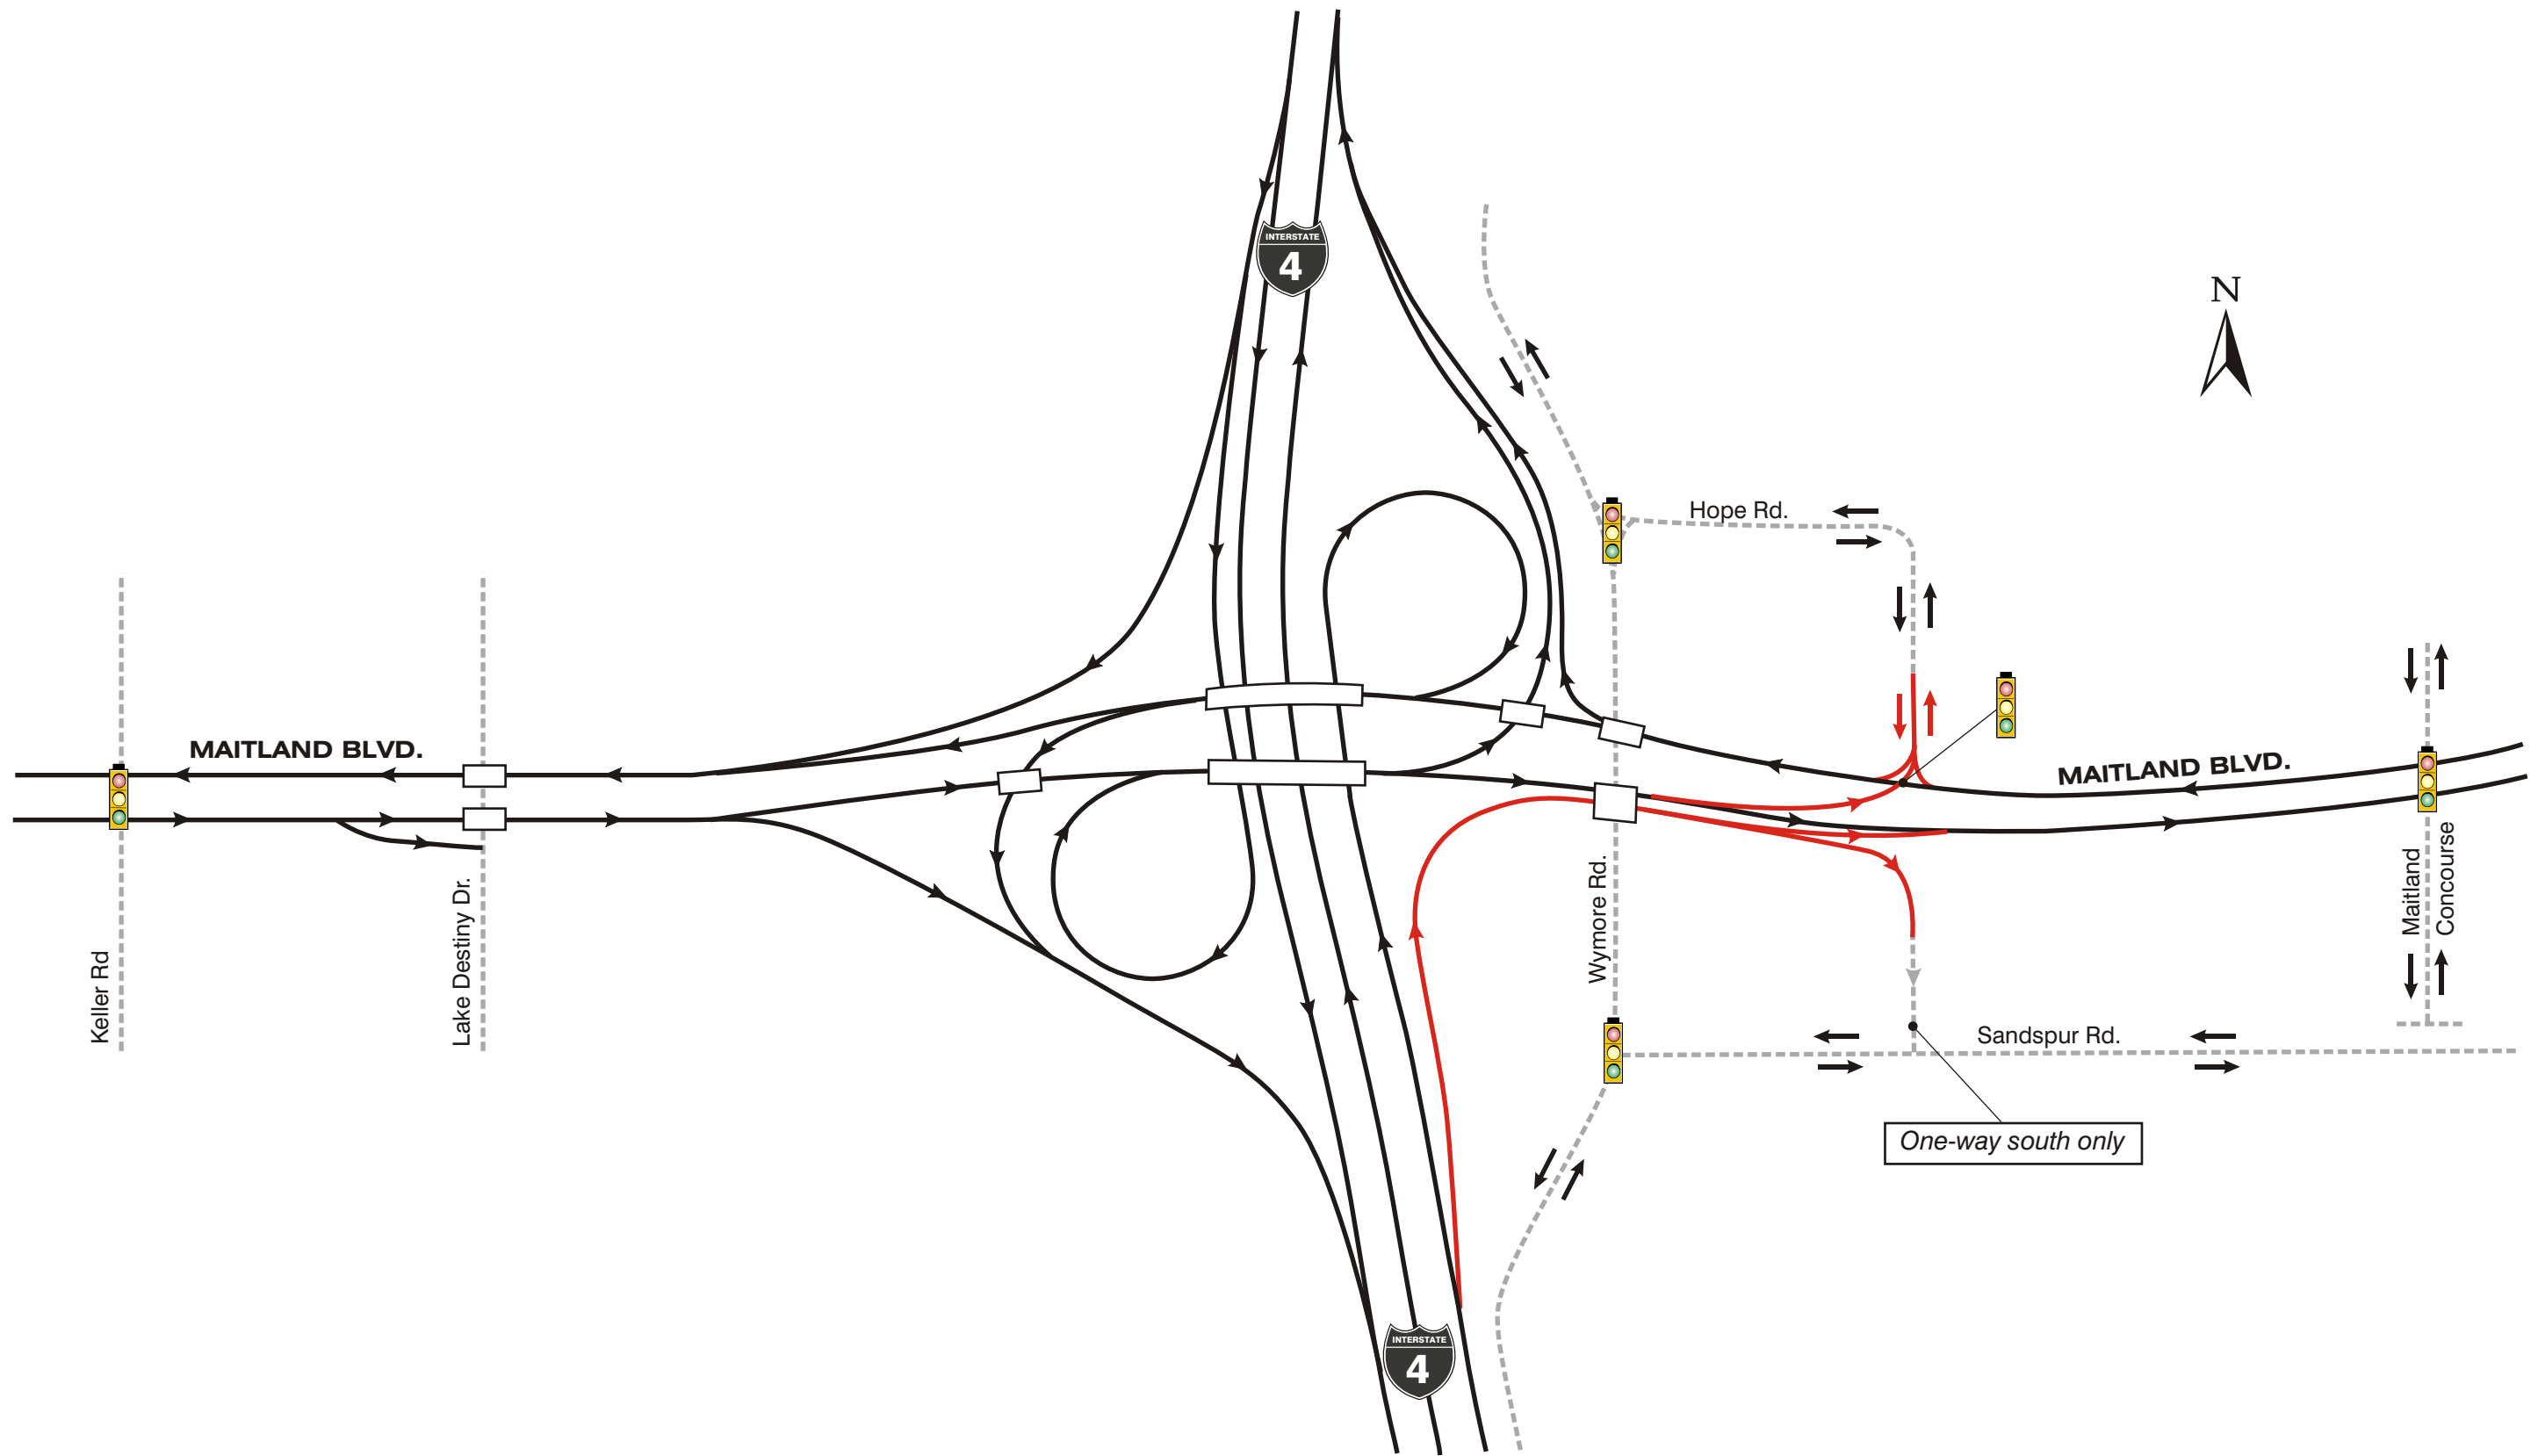 INTERSTATE
4
N
Hope Rd.
MAITLAND BLVD.
MAITLAND BLVD.
Keller Rd
Lake Destiny Dr.
Wymore Rd.
Maitland
Concourse
Sandspur Rd.
One-way south only
INTERSTATE
4